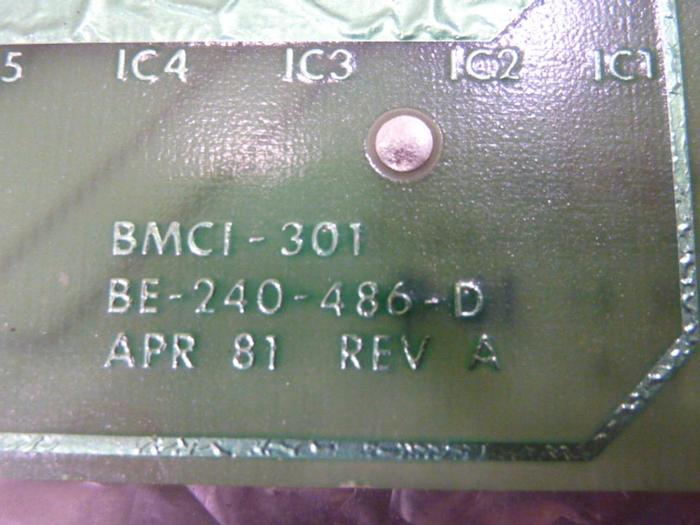 5 IC4 IC3 IC2 IC1
BMCI-301
BE-240-486-D
APR 81 REV A